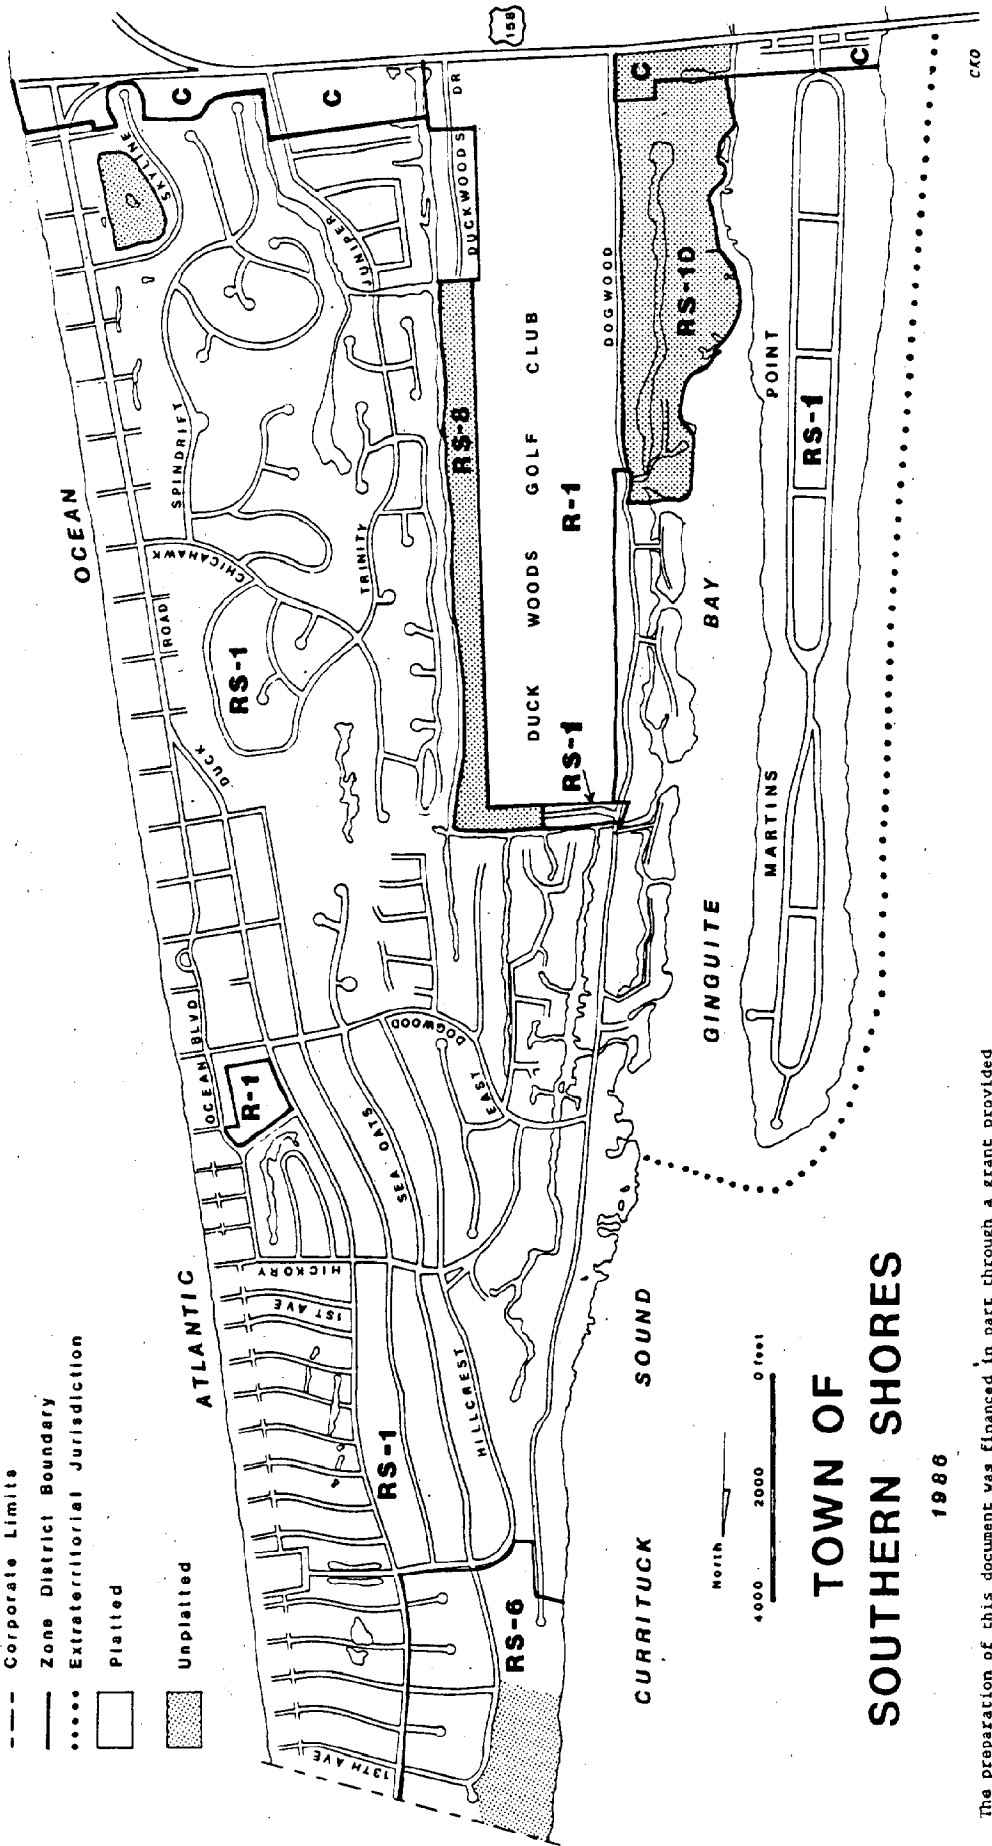 Corporate Limits
Zone District Boundary
Extraterritorial Jurisdiction
Platted
Unplatted
ATLANTIC
OCEAN
13TH AVE
1ST AVE
HICKORY
OCEAN BLVD
R-1
DUCK
ROAD
CHICAHAWK
SPINDRIFT
SKYLINE
C
C
158
RS-1
SEA OATS
HILLCREST
EAST
DOGWOOD
RS-1
TRINITY
JUNIPER
DUCKWOODS
DR
RS-8
RS-6
DUCK WOODS GOLF CLUB
R-1
RS-1
DOGWOOD
RS-10
C
C
CURRITUCK
SOUND
GINGUITE
BAY
MARTINS
POINT
RS-1
North
4000
2000
0 feet
TOWN OF
SOUTHERN SHORES
1986
CKO
The preparation of this document was financed in part through a grant provided